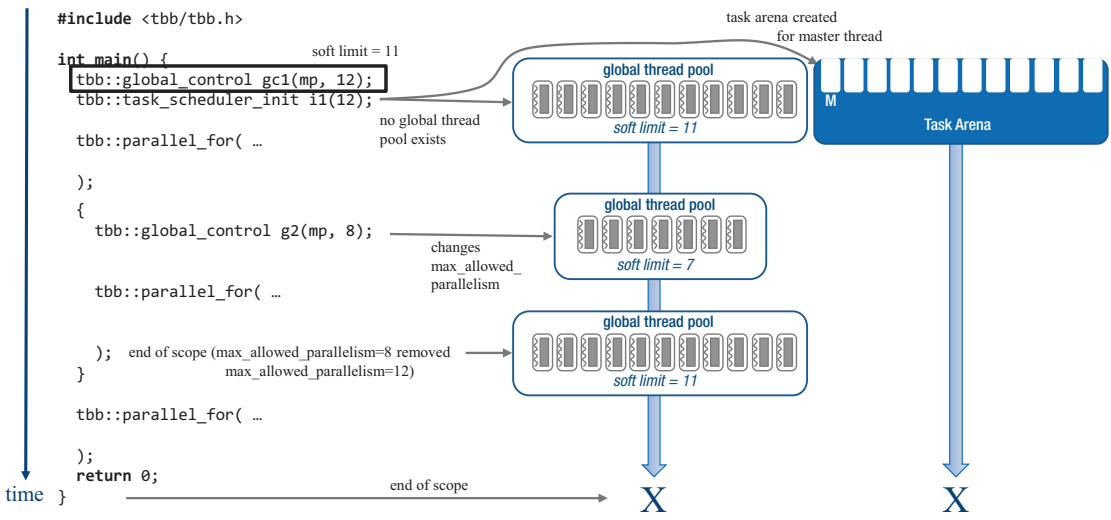 #include <tbb/tbb.h>
task arena created
for master thread
int main() {
soft limit = 11
tbb::global_control gc1(mp, 12);
tbb::task_scheduler_init i1(12);
global thread pool
soft limit = 11
M
Task Arena
no global thread
pool exists
tbb::parallel_for( …
);
{
tbb::global_control g2(mp, 8);
changes
max_allowed_
parallelism
global thread pool
soft limit = 7
tbb::parallel_for( …
); end of scope (max_allowed_parallelism=8 removed
max_allowed_parallelism=12)
}
global thread pool
soft limit = 11
tbb::parallel_for( …
);
return 0;
time }
end of scope
X
X